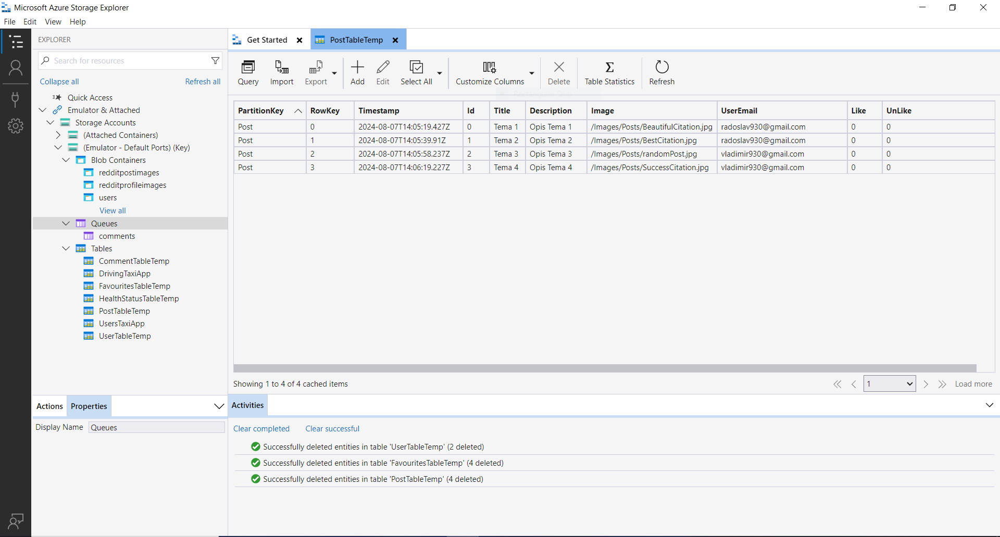 Microsoft Azure Storage Explorer
File Edit View Help
EXPLORER
Search for resources
Collapse all Refresh all
Quick Access
Emulator & Attached
Storage Accounts
(Attached Containers)
(Emulator - Default Ports) (Key)
Blob Containers
redditpostimages
redditprofileimages
users
View all
Queues
comments
Tables
CommentTableTemp
DrivingTaxiApp
FavouritesTableTemp
HealthStatusTableTemp
PostTableTemp
UsersTaxiApp
UserTableTemp
Actions Properties
Display Name Queues
Get Started PostTableTemp
Query Import Export Add Edit Select All Customize Columns Delete Table Statistics Refresh
Rectangular Snip
PartitionKey RowKey Timestamp Id Title Description Image UserEmail Like UnLike
Post 0 2024-08-07T14:05:19.427Z 0 Tema 1 Opis Tema 1 /Images/Posts/BeautifulCitation.jpg radoslav930@gmail.com 0 0
Post 1 2024-08-07T14:05:39.91Z 1 Tema 2 Opis Tema 2 /Images/Posts/BestCitation.jpg radoslav930@gmail.com 0 0
Post 2 2024-08-07T14:05:58.237Z 2 Tema 3 Opis Tema 3 /Images/Posts/randomPost.jpg vladimir930@gmail.com 0 0
Post 3 2024-08-07T14:06:19.227Z 3 Tema 4 Opis Tema 4 /Images/Posts/SuccessCitation.jpg vladimir930@gmail.com 0 0
Showing 1 to 4 of 4 cached items
1 Load more
Activities
Clear completed Clear successful
Successfully deleted entities in table 'UserTableTemp' (2 deleted)
Successfully deleted entities in table 'FavouritesTableTemp' (4 deleted)
Successfully deleted entities in table 'PostTableTemp' (4 deleted)